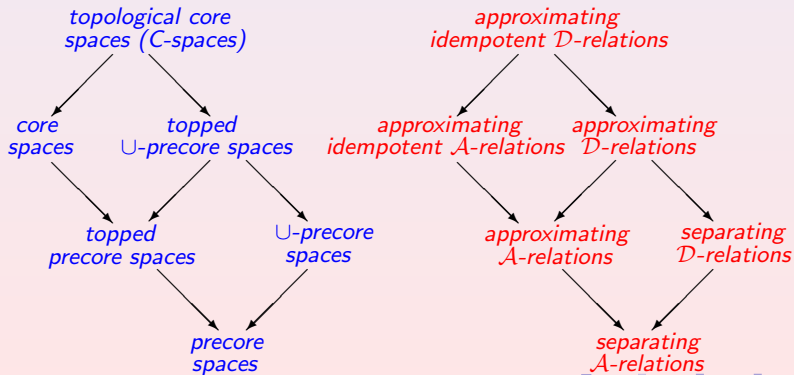 topological core
spaces (C-spaces)
approximating
idempotent 𝒟-relations
core
spaces
topped
∪-precore spaces
approximating
idempotent 𝒜-relations
approximating
𝒟-relations
topped
precore spaces
∪-precore
spaces
approximating
𝒜-relations
separating
𝒟-relations
precore
spaces
separating
𝒜-relations